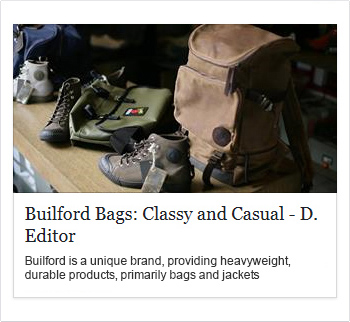 Builford Bags: Classy and Casual - D.
Editor
Builford is a unique brand, providing heavyweight,
durable products, primarily bags and jackets